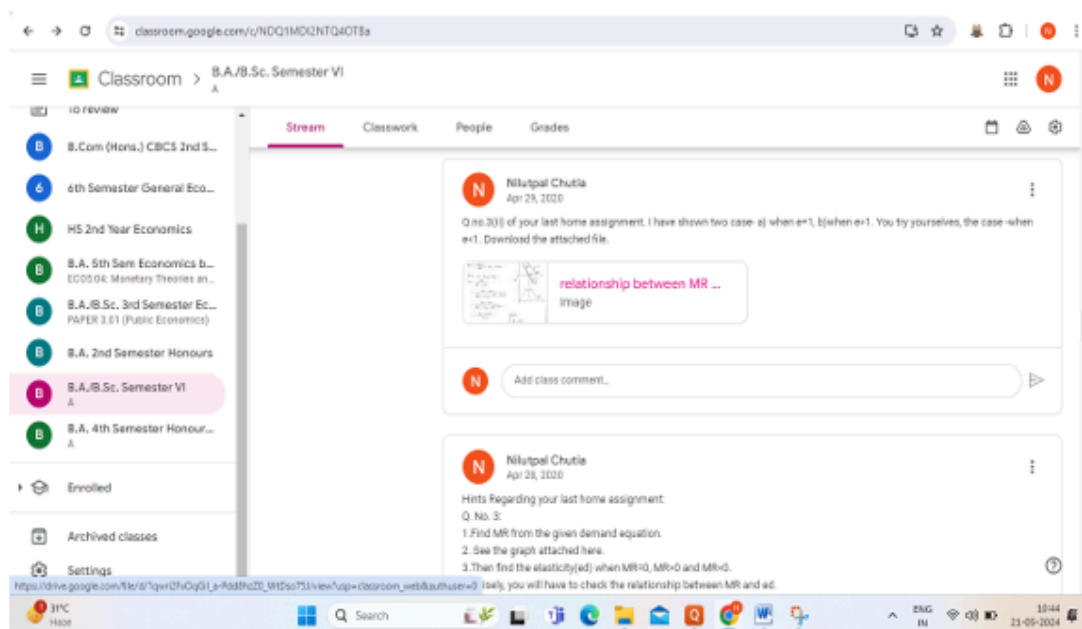 classroom.google.com/c/NDQ1MDI2NTQ4OT8a
Classroom > B.A./B.Sc. Semester VI
A
N
To review
Stream Classwork People Grades
B B.Com (Hons.) CBCS 2nd S...
6 6th Semester General Eco...
H HS 2nd Year Economics
B B.A. 5th Sem Economics b...
ECO5.04: Monetary Theories an...
B B.A./B.Sc. 3rd Semester Ec...
PAPER 3.01 (Public Economics)
B B.A. 2nd Semester Honours
B B.A./B.Sc. Semester VI
A
B B.A. 4th Semester Honour...
A
Enrolled
Archived classes
Settings
N Nilutpal Chutia
Apr 29, 2020
Q.no.3(ii) of your last home assignment. I have shown two case- a) when e=1, b)when e>1. You try yourselves, the case -when
e<1. Download the attached file.
relationship between MR ...
Image
N Add class comment...
N Nilutpal Chutia
Apr 28, 2020
Hints Regarding your last home assignment:
Q. No. 3:
1.Find MR from the given demand equation.
2. See the graph attached here.
3.Then find the elasticity(ed) when MR=0, MR>0 and MR<0.
isely, you will have to check the relationship between MR and ed.
31°C
Haze
Search
ENG
IN
10:44
21-05-2024